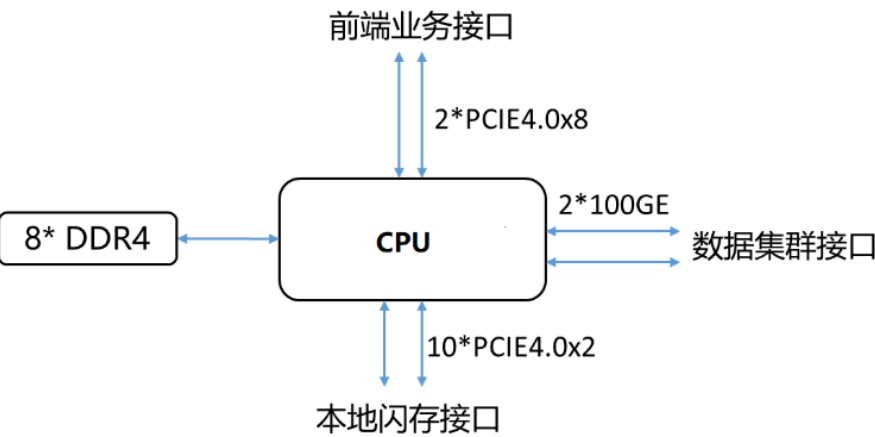 前端业务接口
2*PCIE4.0x8
2*100GE
8* DDR4
CPU
数据集群接口
10*PCIE4.0x2
本地闪存接口